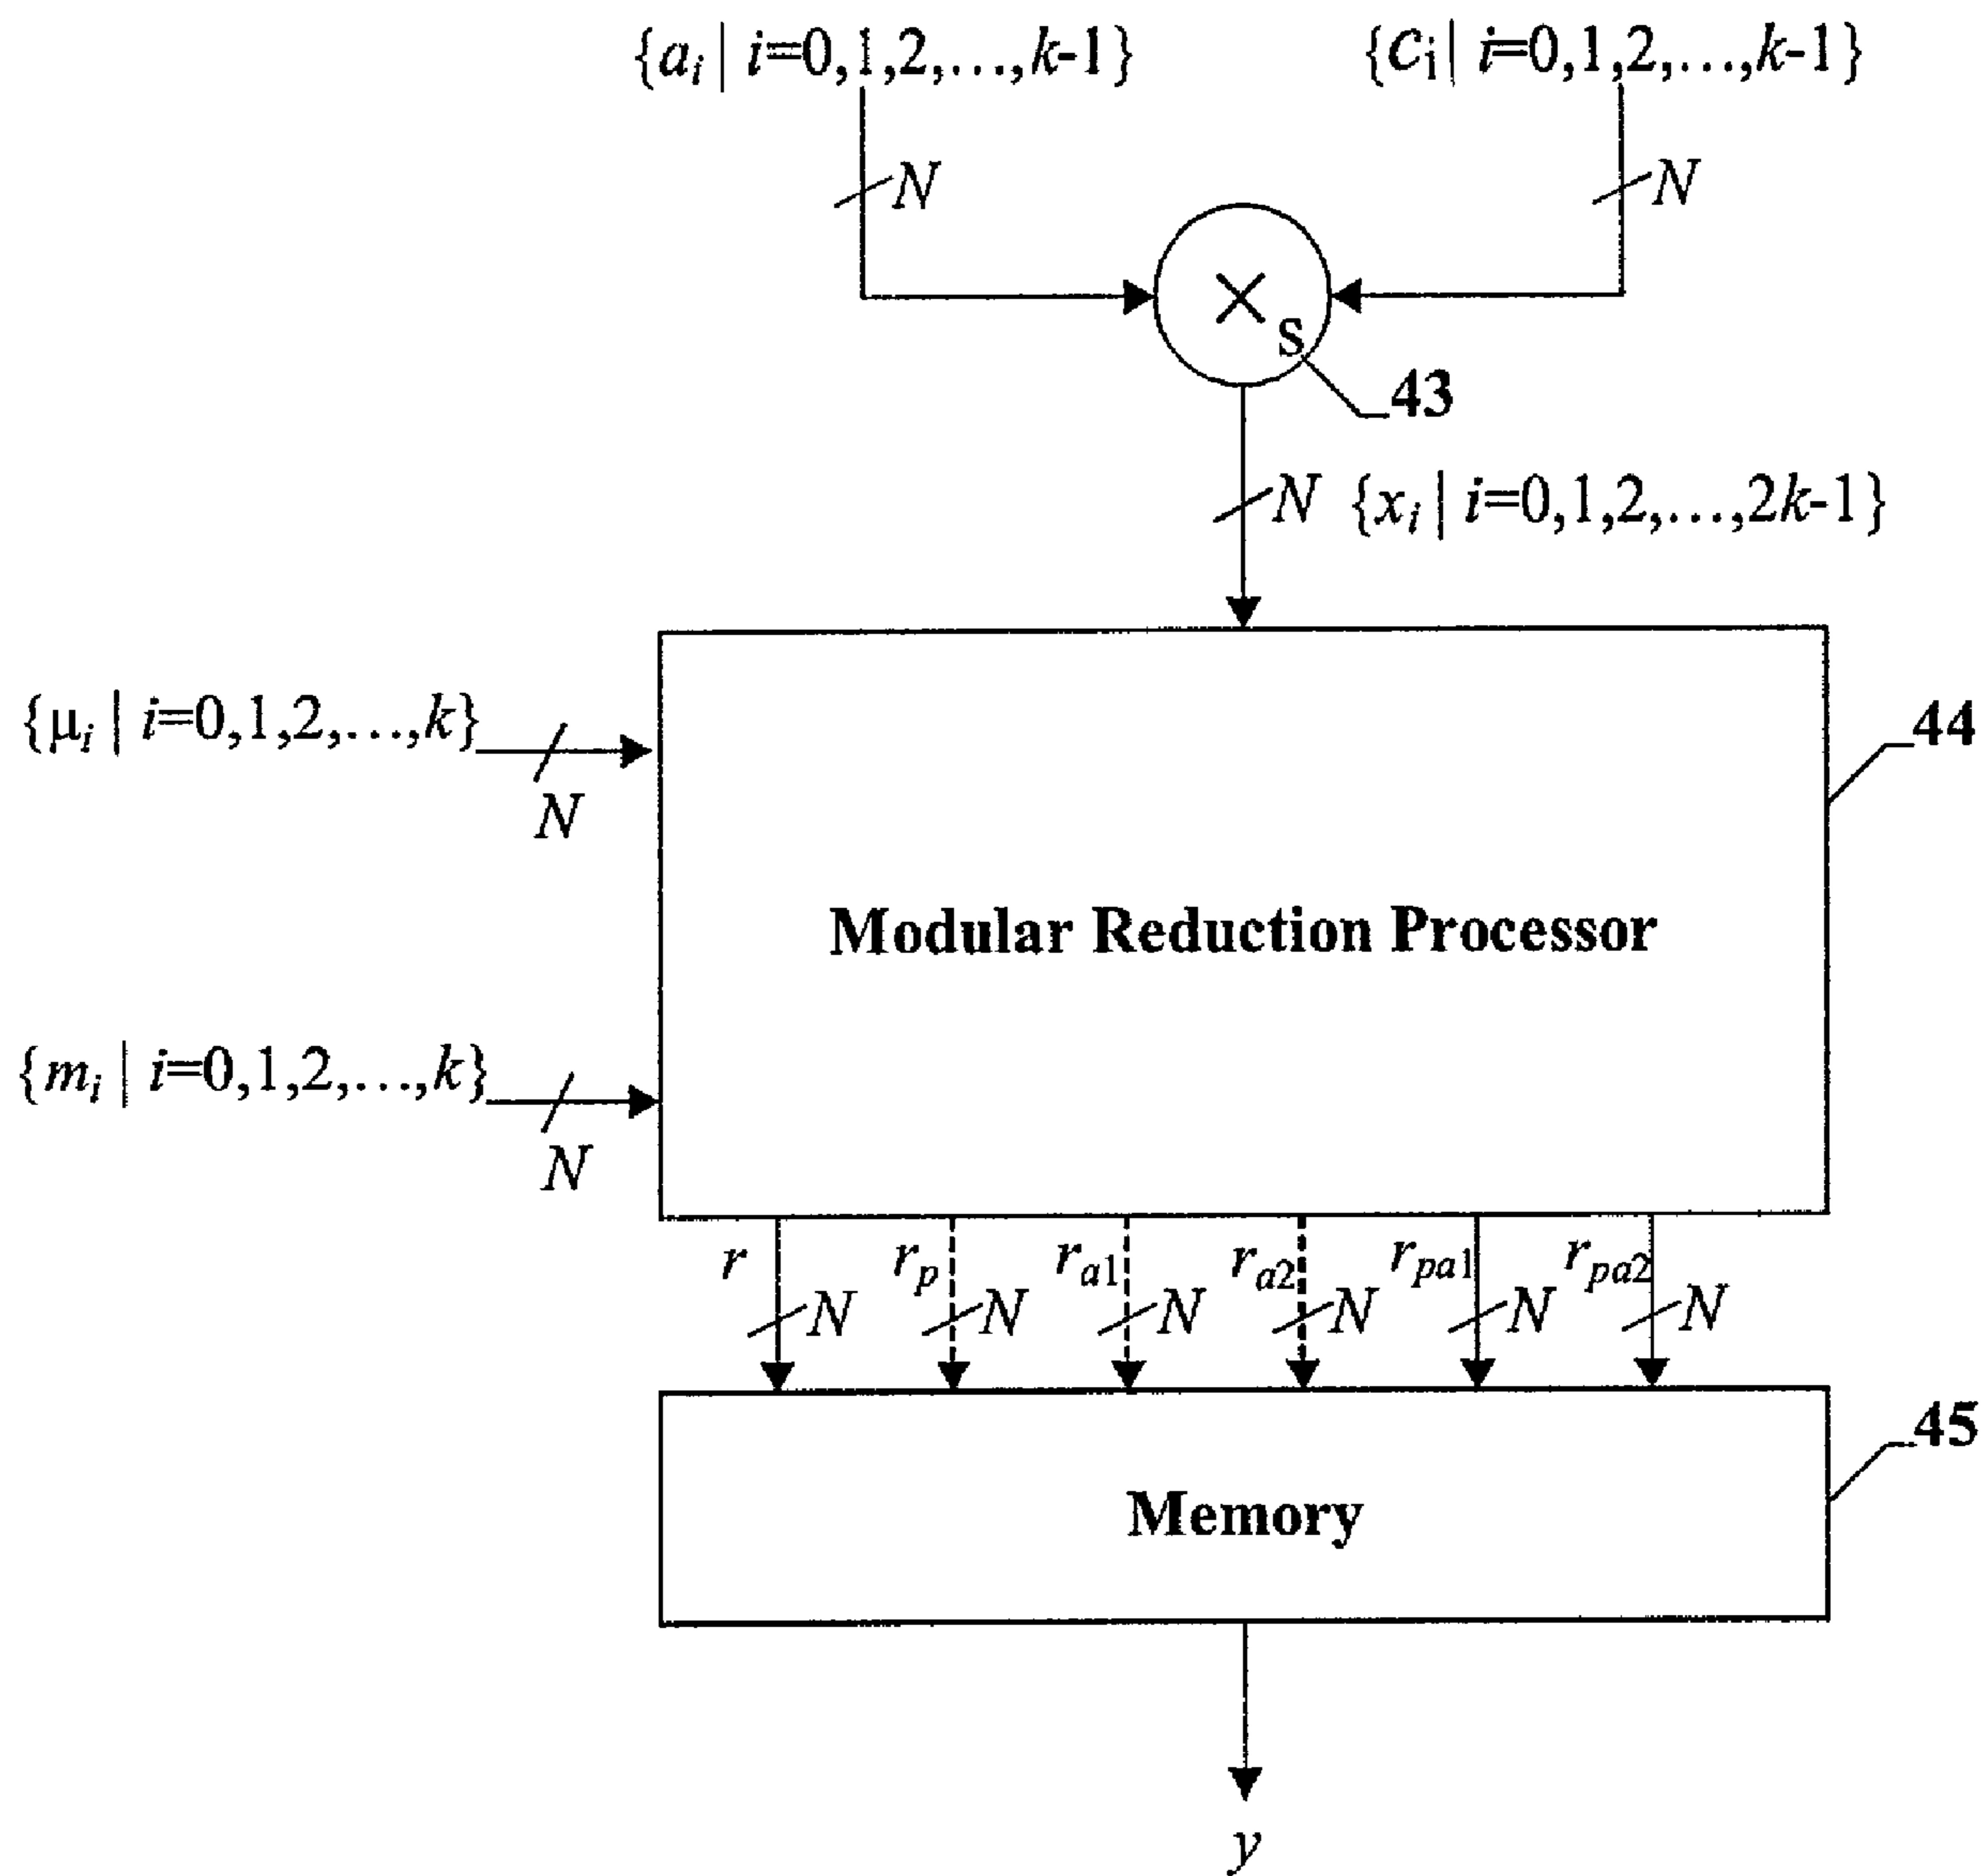 {a_i | i=0,1,2,...,k-1}
{C_i | i=0,1,2,...,k-1}
N
N
×_S
43
N {x_i | i=0,1,2,...,2k-1}
{μ_i | i=0,1,2,...,k}
N
44
Modular Reduction Processor
{m_i | i=0,1,2,...,k}
N
r r_p r_a1 r_a2 r_pa1 r_pa2
N N N N N N
45
Memory
y